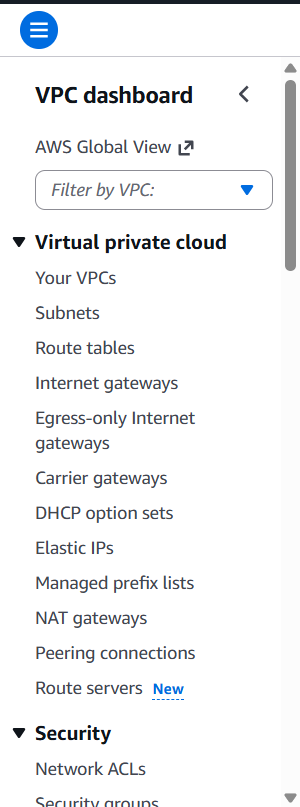 VPC dashboard
AWS Global View
Filter by VPC:
Virtual private cloud
Your VPCs
Subnets
Route tables
Internet gateways
Egress-only Internet
gateways
Carrier gateways
DHCP option sets
Elastic IPs
Managed prefix lists
NAT gateways
Peering connections
Route servers New
Security
Network ACLs
Security groups